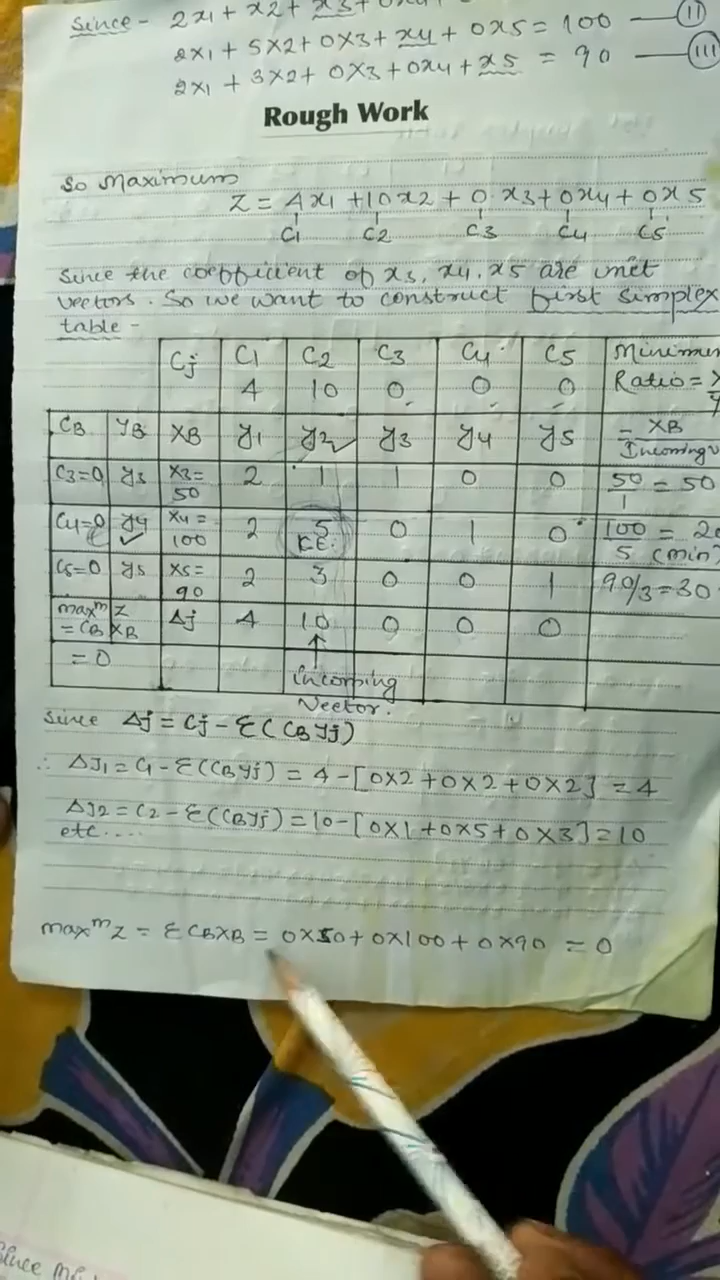 Since - 2x1 + x2 + x3 +
2x1 + 5x2 + 0x3 + x4 + 0x5 = 100 — (II)
2x1 + 3x2 + 0x3 + 0x4 + x5 = 90 — (III)
Rough Work
So Maximum
Z = 4x1 + 10x2 + 0·x3 + 0x4 + 0x5
C1 C2 C3 C4 C5
Since the coefficient of x3, x4, x5 are unit
vectors. So we want to construct first simplex
table -
Cj C1 C2 C3 C4 C5 Minimum
4 10 0 0 0 Ratio =
CB YB XB y1 y2 y3 y4 y5 XB
C3=0 y3 x3= 2 1 1 0 0 50/1 = 50
50
C4=0 y4 x4= 2 5 0 1 0 100/5 = 20
100 K.E. (min)
C5=0 y5 x5= 2 3 0 0 1 90/3 = 30
90
maxᵐ Z Δj 4 10 0 0 0
= CB XB
= 0 ↑
Incoming
Vector.
Since Δj = Cj - Σ(CB yj)
∴ ΔJ1 = C1 - Σ(CB yj) = 4 - [0×2 + 0×2 + 0×2] = 4
ΔJ2 = C2 - Σ(CB yj) = 10 - [0×1 + 0×5 + 0×3] = 10
etc....
maxᵐ Z = Σ CB XB = 0×50 + 0×100 + 0×90 = 0